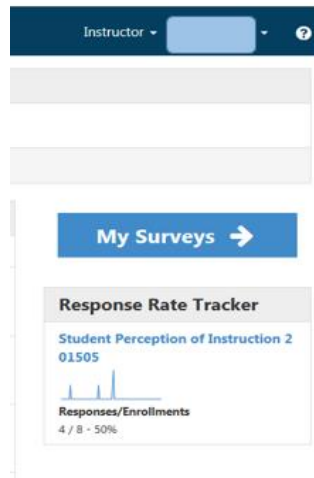 Instructor
?
My Surveys
Response Rate Tracker
Student Perception of Instruction 2
01505
Responses/Enrollments
4 / 8 - 50%